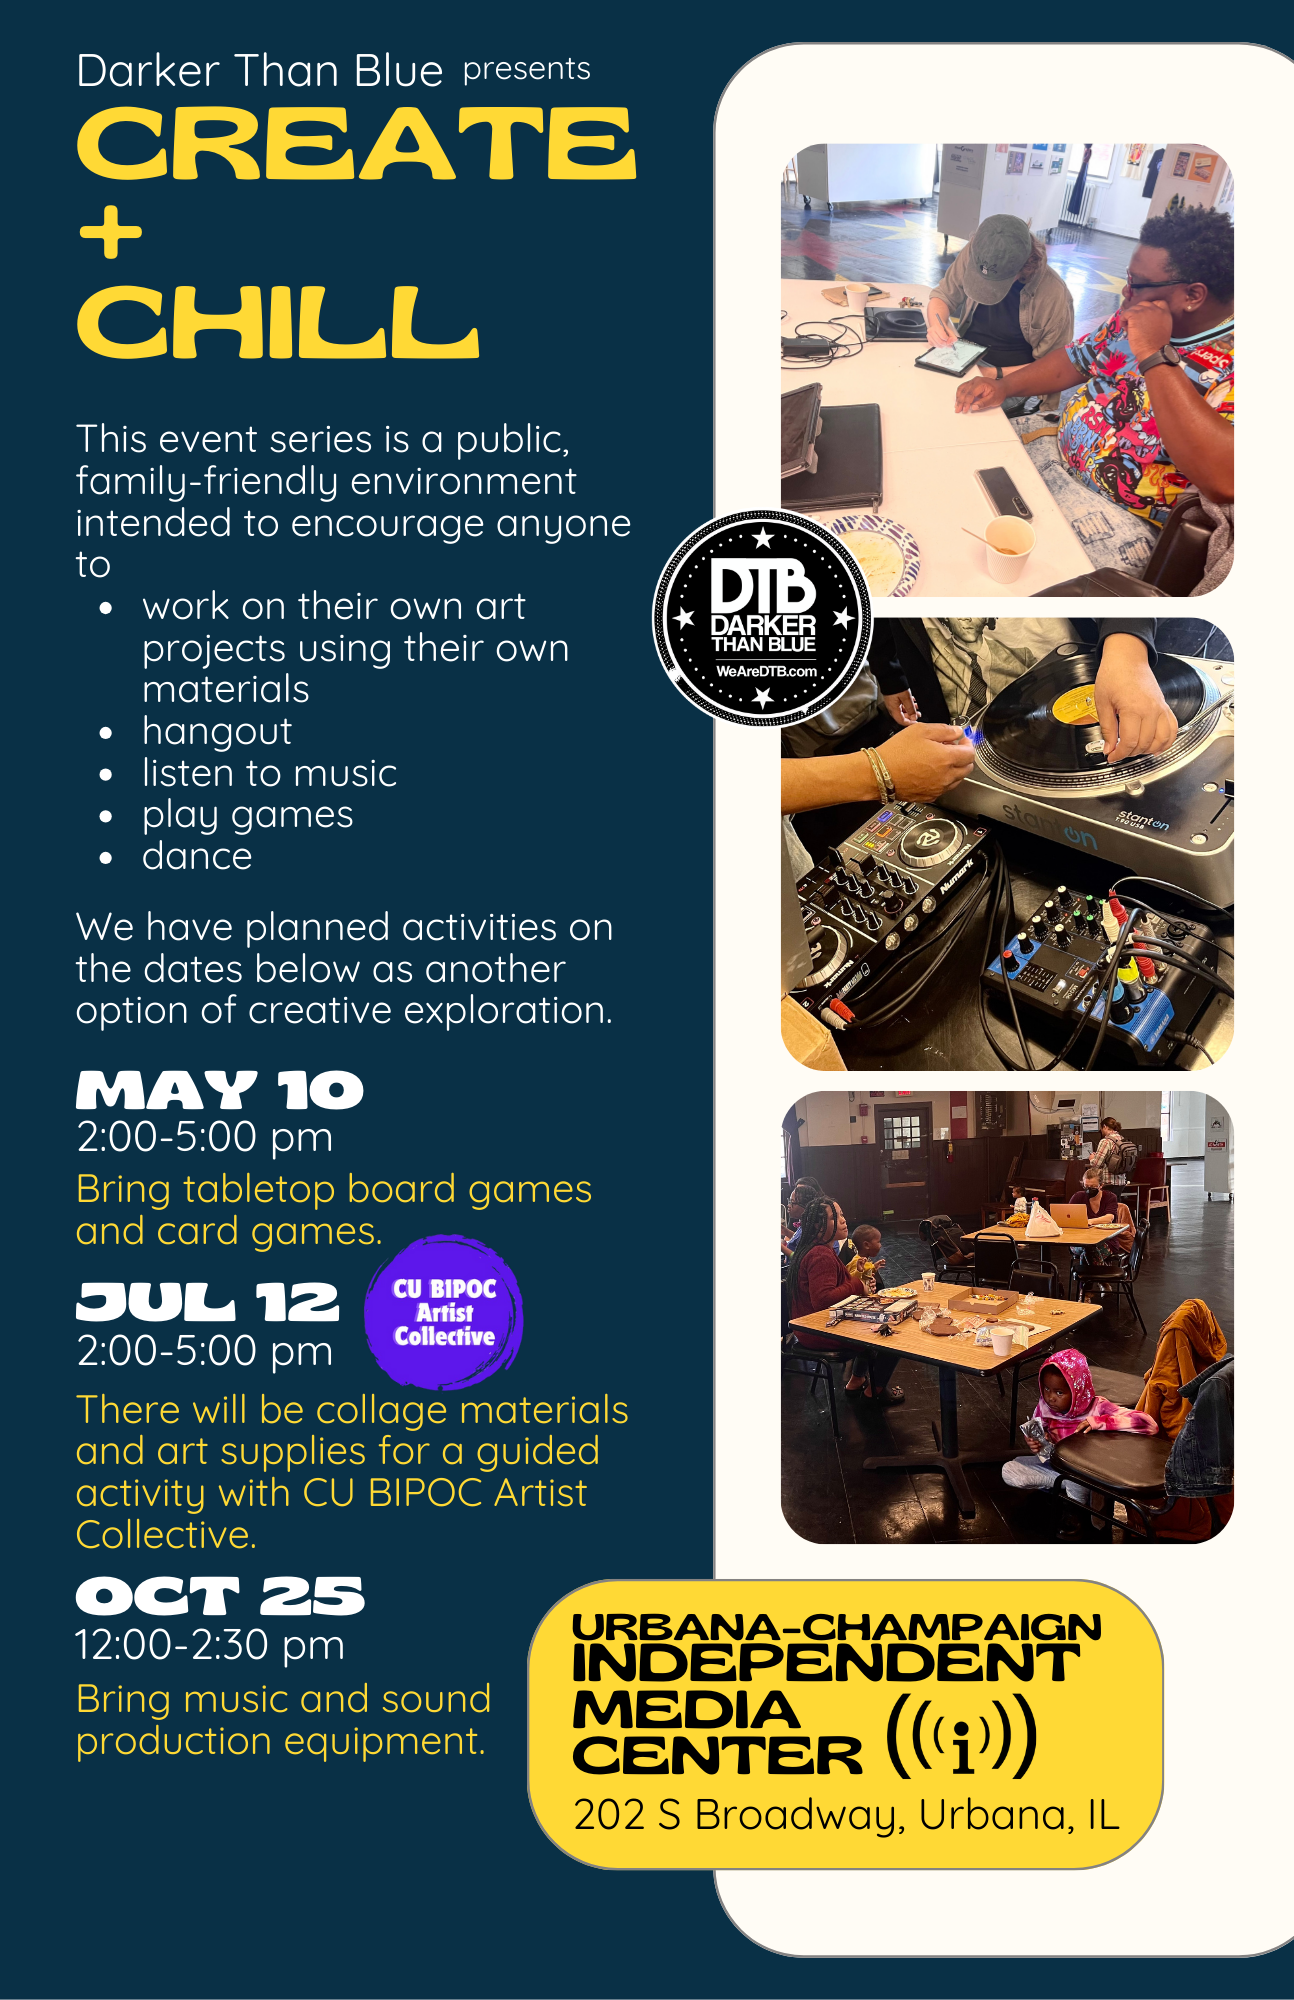 Darker Than Blue presents
CREATE
+
CHILL
This event series is a public,
family-friendly environment
intended to encourage anyone
to
• work on their own art
projects using their own
materials
• hangout
• listen to music
• play games
• dance
We have planned activities on
the dates below as another
option of creative exploration.
MAY 10
2:00-5:00 pm
Bring tabletop board games
and card games.
JUL 12
2:00-5:00 pm
CU BIPOC
Artist
Collective
There will be collage materials
and art supplies for a guided
activity with CU BIPOC Artist
Collective.
OCT 25
12:00-2:30 pm
Bring music and sound
production equipment.
DTB
DARKER
THAN BLUE
WeAreDTB.com
stanton
stanton
T.90 USB
Numark
Numark
URBANA-CHAMPAIGN
INDEPENDENT
MEDIA
CENTER (((i)))
202 S Broadway, Urbana, IL